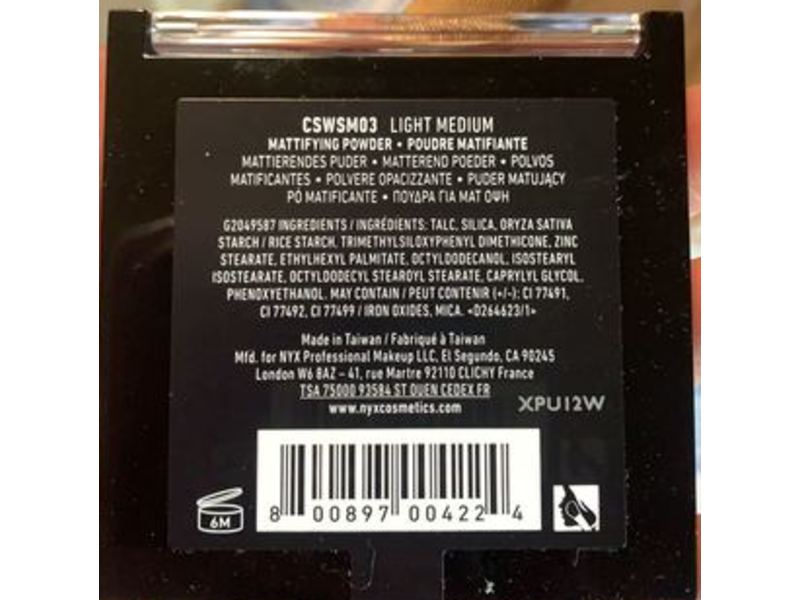 CSWSM03 LIGHT MEDIUM
MATTIFYING POWDER • POUDRE MATIFIANTE
MATTIERENDES PUDER • MATTEREND POEDER • POLVOS
MATIFICANTES • POLVERE OPACIZZANTE • PUDER MATUJĄCY
PÓ MATIFICANTE • ΠΟΥΔΡΑ ΓΙΑ ΜΑΤ ΟΨΗ
G2049587 INGREDIENTS / INGRÉDIENTS: TALC, SILICA, ORYZA SATIVA
STARCH / RICE STARCH, TRIMETHYLSILOXYPHENYL DIMETHICONE, ZINC
STEARATE, ETHYLHEXYL PALMITATE, OCTYLDODECANOL, ISOSTEARYL
ISOSTEARATE, OCTYLDODECYL STEAROYL STEARATE, CAPRYLYL GLYCOL,
PHENOXYETHANOL. MAY CONTAIN / PEUT CONTENIR (+/-): CI 77491,
CI 77492, CI 77499 / IRON OXIDES, MICA. <D264623/1>
Made in Taiwan / Fabriqué à Taiwan
Mfd. for NYX Professional Makeup LLC, El Segundo, CA 90245
London W6 8AZ – 41, rue Martre 92110 CLICHY France
TSA 75000 93584 ST OUEN CEDEX FR
www.nyxcosmetics.com XPU12W
6M
8 00897 00422 4